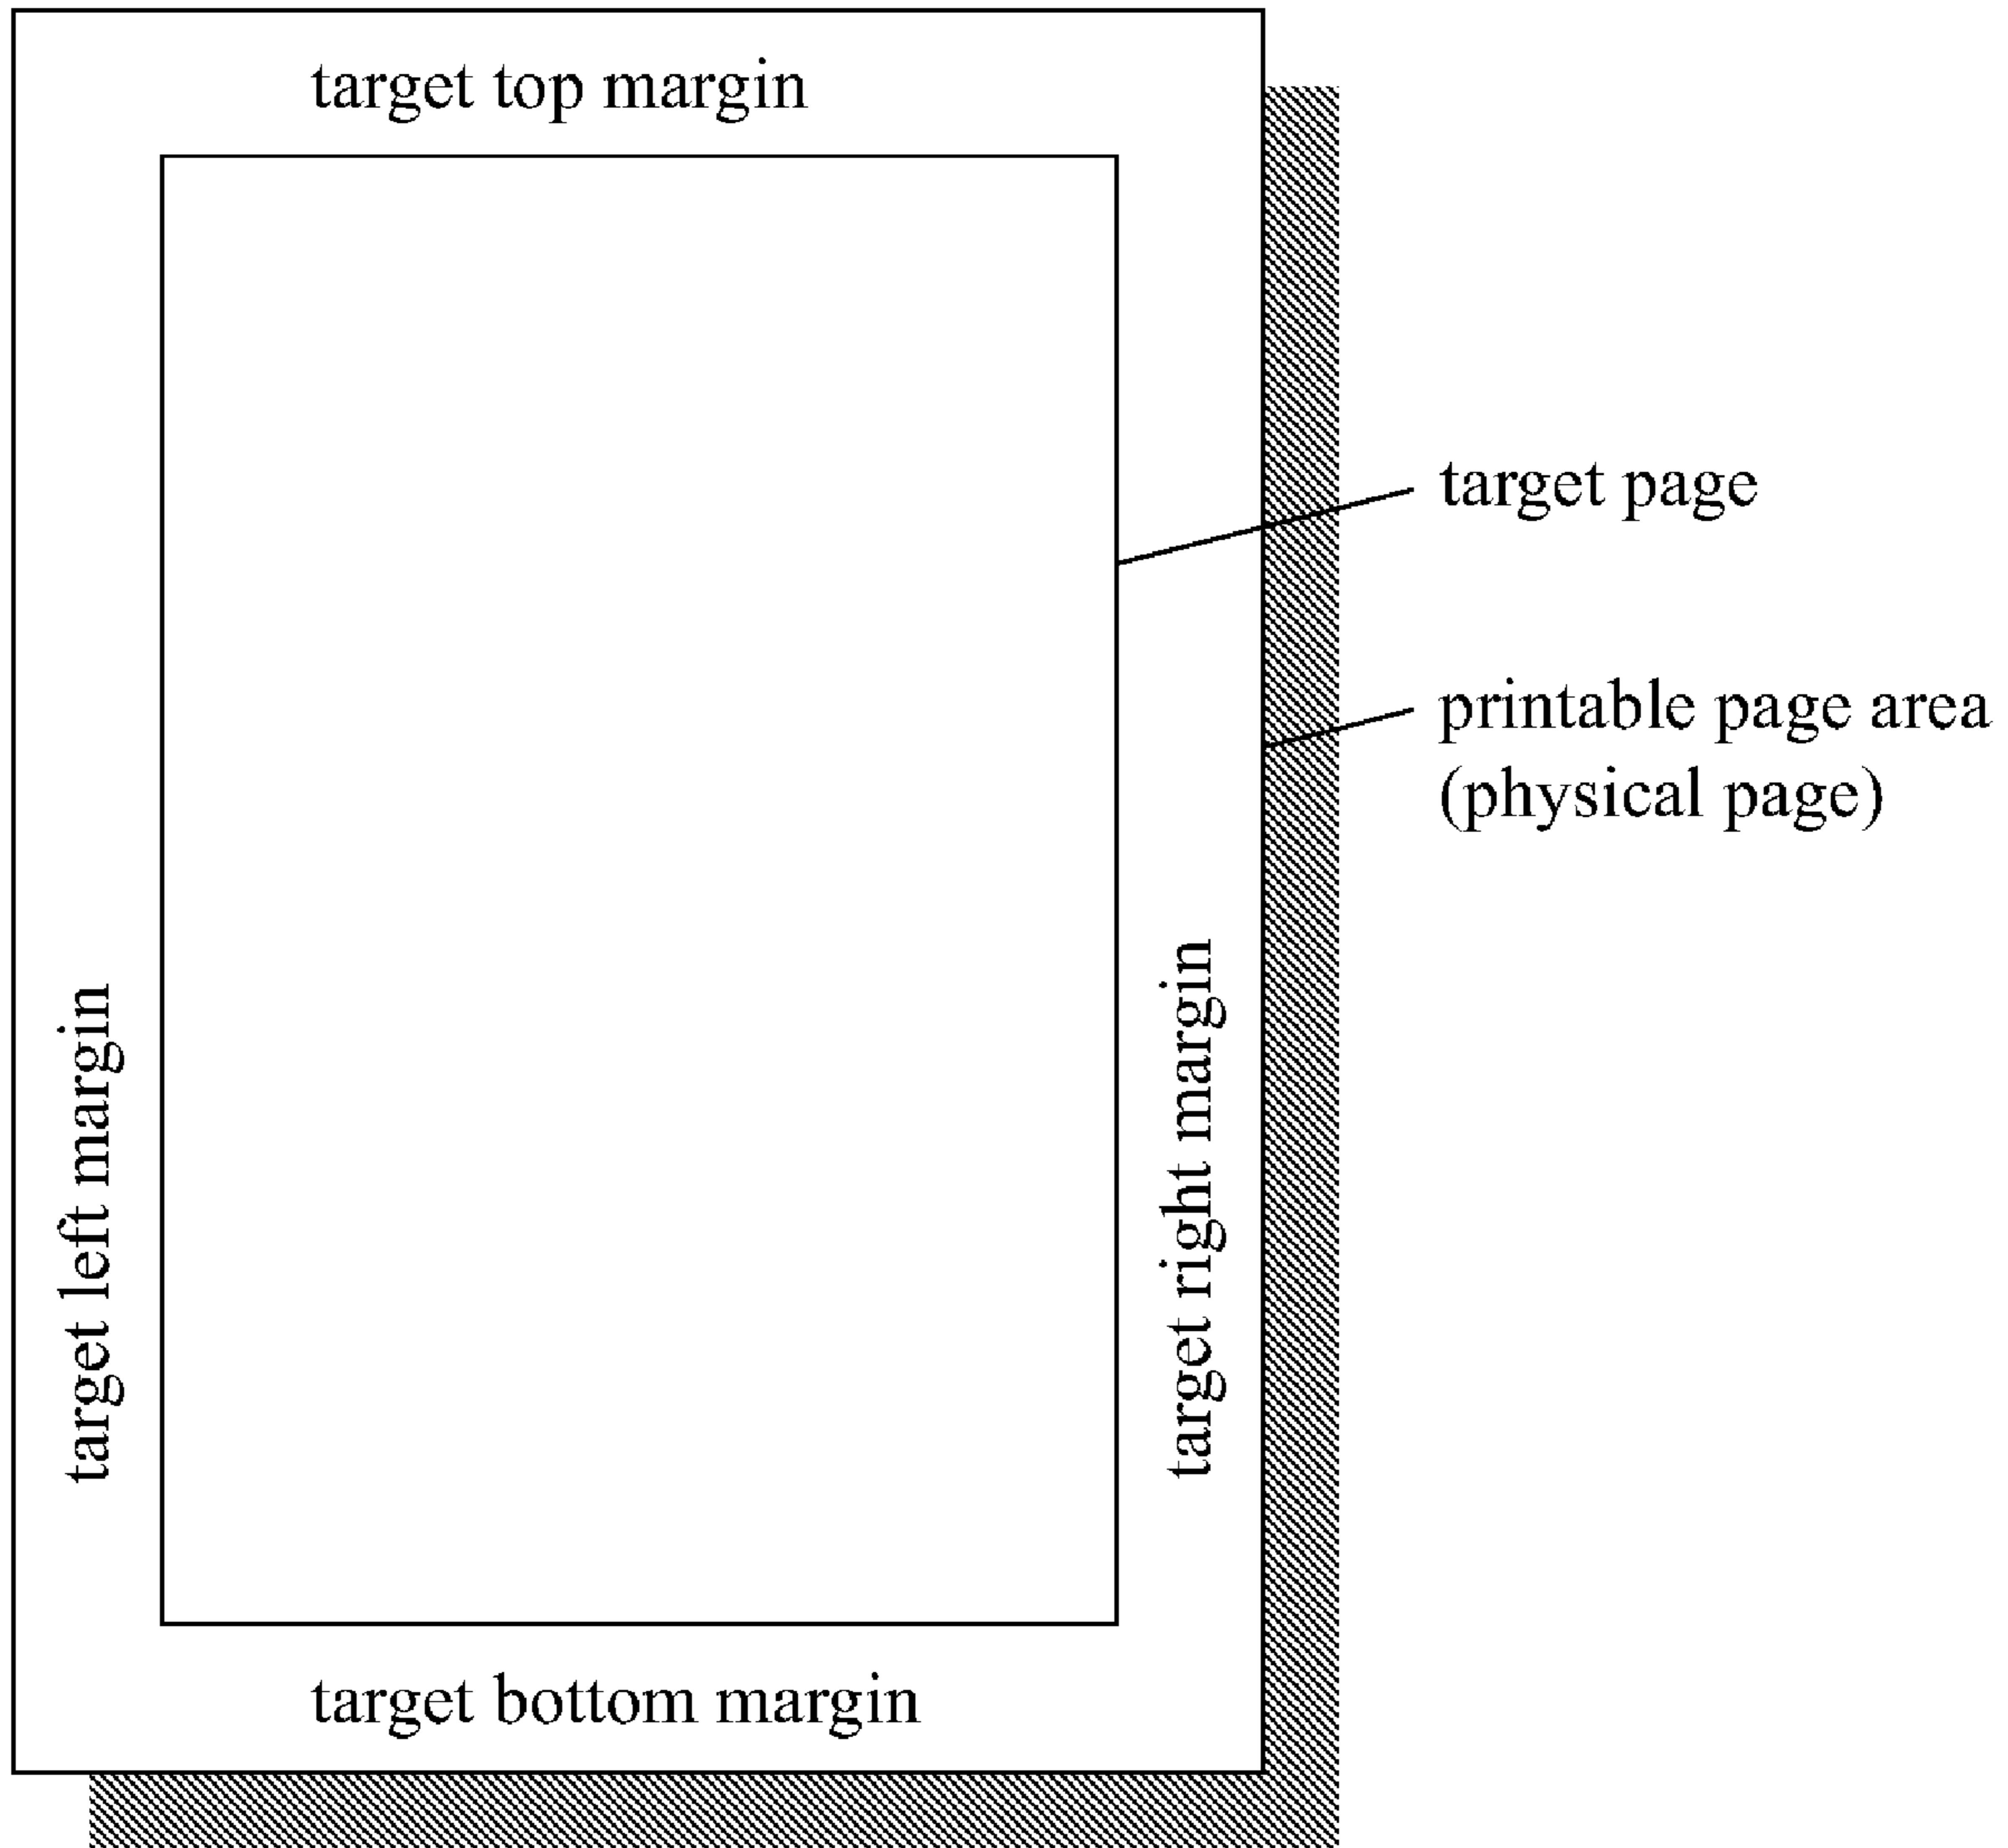 target top margin
target page
printable page area
(physical page)
target left margin
target right margin
target bottom margin